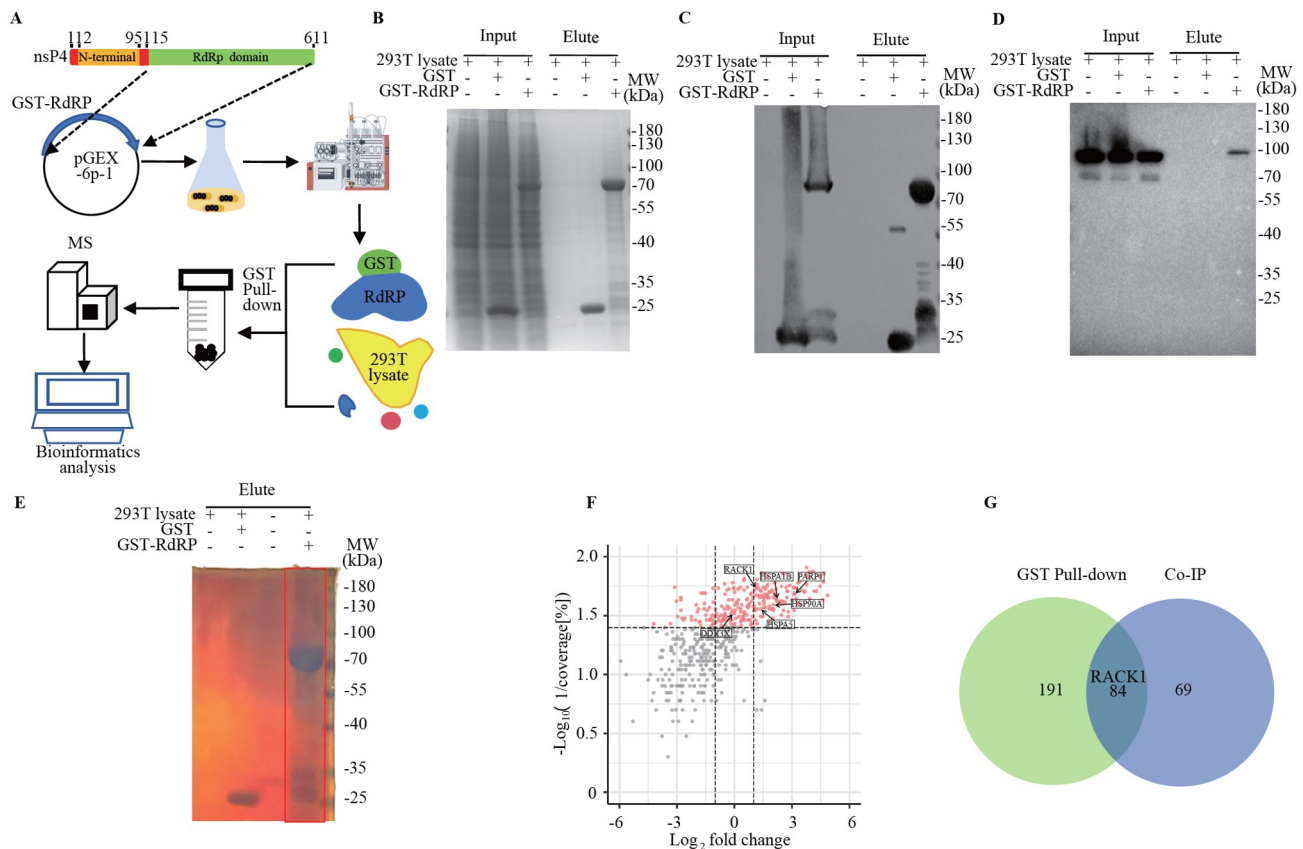 A
112 95115 611
nsP4 N-terminal RdRp domain
GST-RdRP
pGEX
-6p-1
MS
GST
Pull-
down
GST
RdRP
293T
lysate
Bioinformatics
analysis
B
Input Elute
293T lysate + + + + + +
GST - + - - + -
GST-RdRP - - + - - +
MW
(kDa)
-180
-130
-100
-70
-55
-40
-35
-25
C
Input Elute
293T lysate + + + + + +
GST - + - - + -
GST-RdRP - - + - - +
MW
(kDa)
-180
-130
-100
-70
-55
-40
-35
-25
D
Input Elute
293T lysate + + + + + +
GST - + - - + -
GST-RdRP - - + - - +
MW
(kDa)
-180
-130
-100
-70
-55
-40
-35
-25
E
Elute
293T lysate + + - +
GST - + - -
GST-RdRP - - - +
MW
(kDa)
-180
-130
-100
-70
-55
-40
-35
-25
F
-Log10( 1/coverage[%])
2.0
1.5
1.0
0.5
0
RACK1
HSPA1B
PARP1
HSP90A
HSPA5
DDX3X
-6 -3 0 3 6
Log2 fold change
G
GST Pull-down Co-IP
191 RACK1 69
84